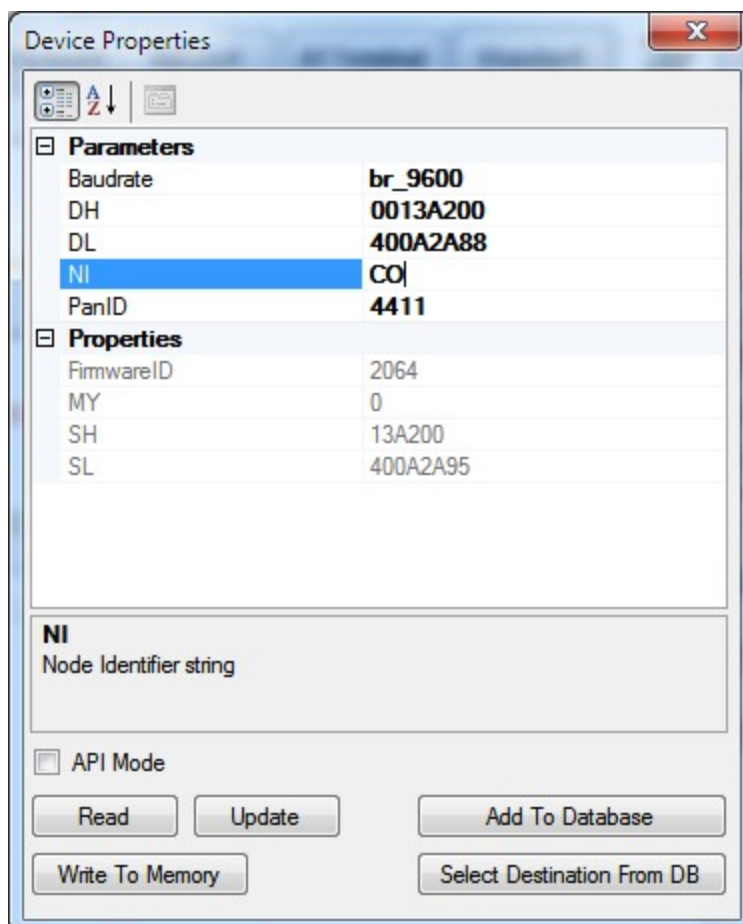 Device Properties
Parameters
Baudrate br_9600
DH 0013A200
DL 400A2A88
NI CO
PanID 4411
Properties
FirmwareID 2064
MY 0
SH 13A200
SL 400A2A95
NI
Node Identifier string
API Mode
Read Update Add To Database
Write To Memory Select Destination From DB